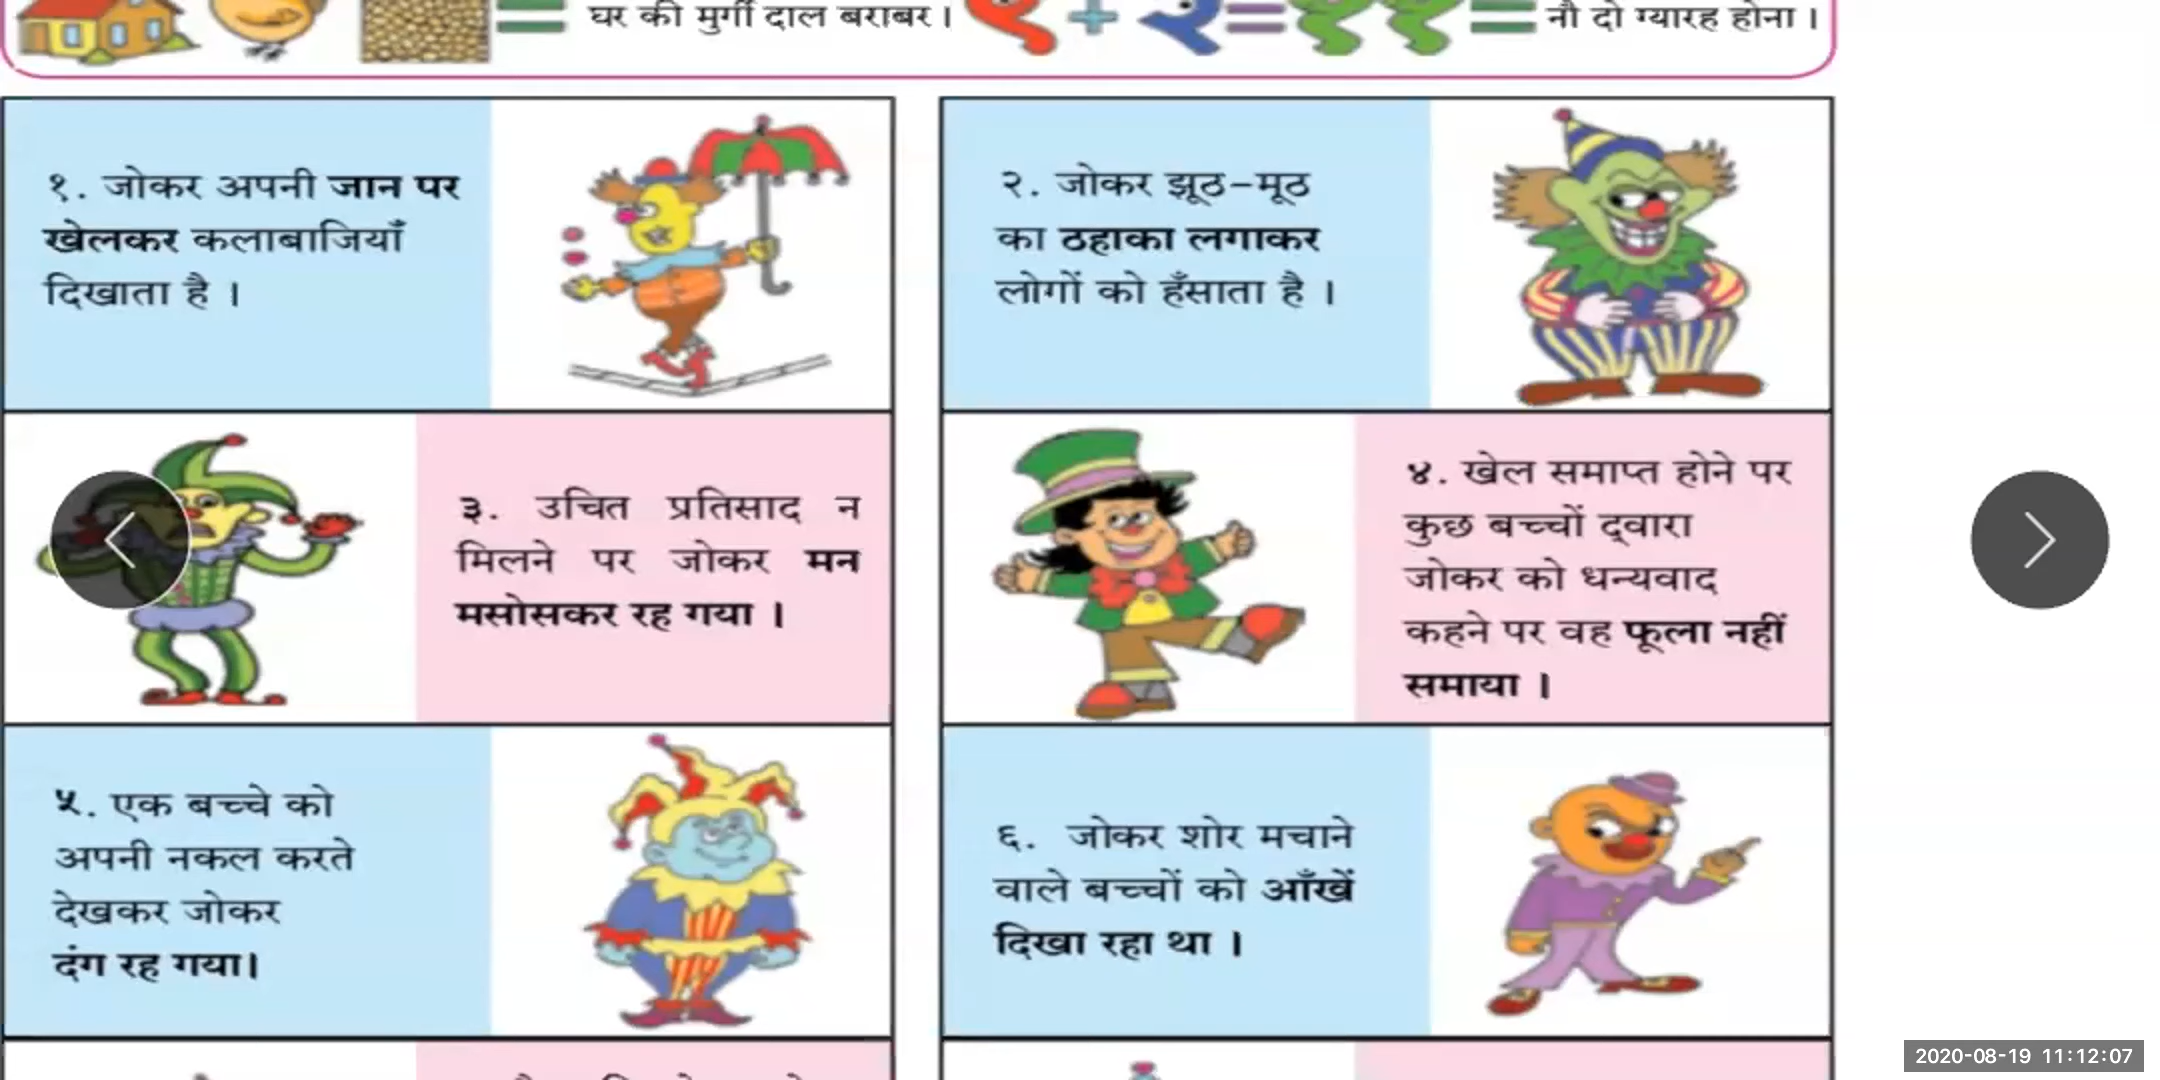 घर की मुर्गी दाल बराबर ।
९ + २ = ११
नौ दो ग्यारह होना ।
१. जोकर अपनी जान पर
खेलकर कलाबाजियाँ
दिखाता है ।
२. जोकर झूठ-मूठ
का ठहाका लगाकर
लोगों को हँसाता है ।
३. उचित प्रतिसाद न
मिलने पर जोकर मन
मसोसकर रह गया ।
४. खेल समाप्त होने पर
कुछ बच्चों द्‌वारा
जोकर को धन्यवाद
कहने पर वह फूला नहीं
समाया ।
५. एक बच्चे को
अपनी नकल करते
देखकर जोकर
दंग रह गया।
६. जोकर शोर मचाने
वाले बच्चों को आँखें
दिखा रहा था ।
2020-08-19 11:12:07